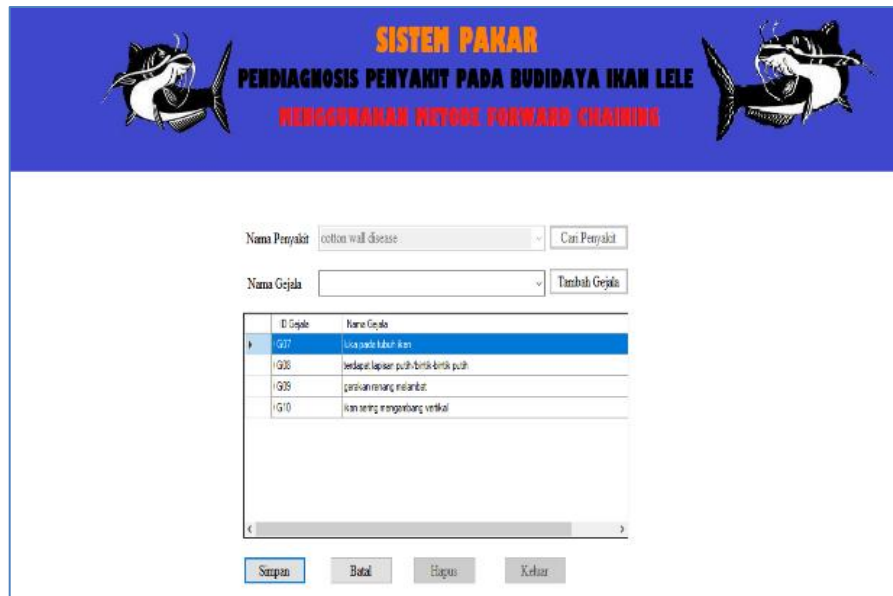 SISTEM PAKAR
PENDIAGNOSIS PENYAKIT PADA BUDIDAYA IKAN LELE
MENGGUNAKAN METODE FORWARD CHAINING
Nama Penyakit cotton wall disease Cari Penyakit
Nama Gejala Tambah Gejala
ID Gejala Nama Gejala
G07 luka pada tubuh ikan
G08 terdapat lapisan putih/bintik-bintik putih
G09 gerakan renang melambat
G10 ikan sering mengambang vertikal
Simpan Batal Hapus Keluar